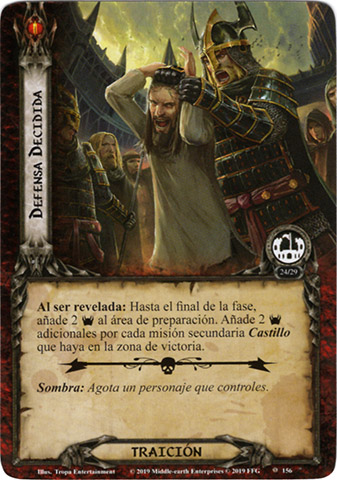 DEFENSA DECIDIDA
24/29
Al ser revelada: Hasta el final de la fase,
añade 2 al área de preparación. Añade 2
adicionales por cada misión secundaria Castillo
que haya en la zona de victoria.
Sombra: Agota un personaje que controles.
TRAICIÓN
Illus. Tropa Entertainment © 2019 Middle-earth Enterprises © 2019 FFG 156